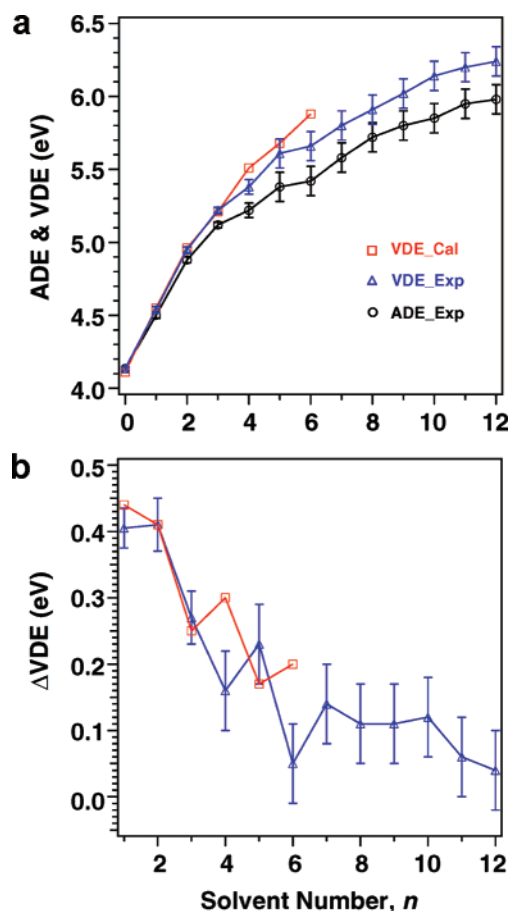 a
6.5
6.0
5.5
5.0
4.5
4.0
ADE & VDE (eV)
VDE_Cal
VDE_Exp
ADE_Exp
0 2 4 6 8 10 12
b
0.5
0.4
0.3
0.2
0.1
0.0
ΔVDE (eV)
2 4 6 8 10 12
Solvent Number, n